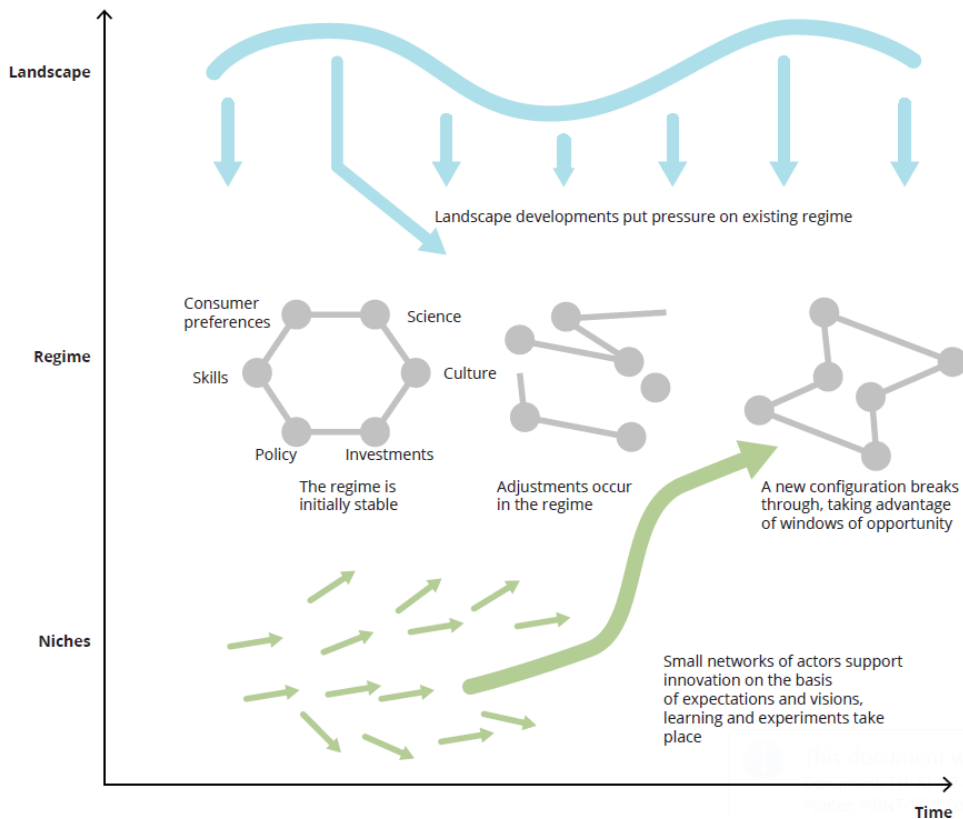 Landscape
Landscape developments put pressure on existing regime
Regime
Consumer
preferences
Science
Skills
Culture
Policy
Investments
The regime is
initially stable
Adjustments occur
in the regime
A new configuration breaks
through, taking advantage
of windows of opportunity
Niches
Small networks of actors support
innovation on the basis
of expectations and visions,
learning and experiments take
place
This document w
Time